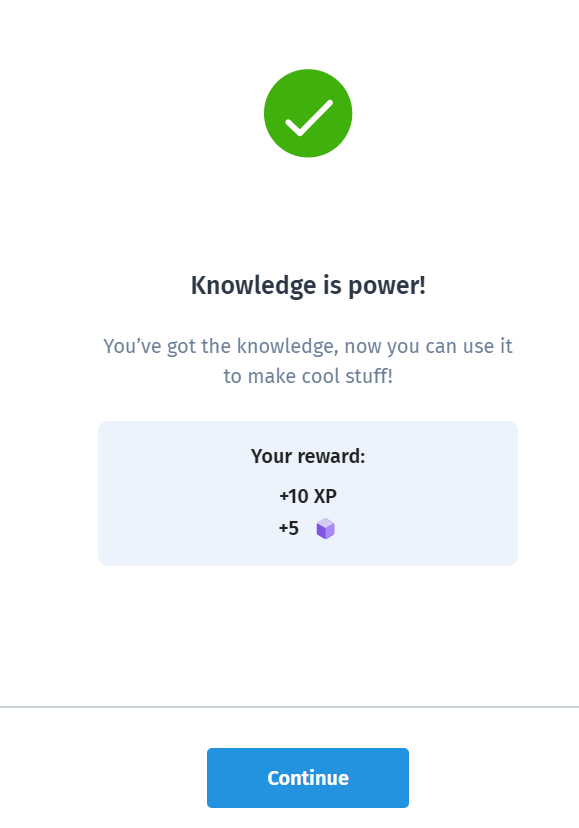 Knowledge is power!
You’ve got the knowledge, now you can use it
to make cool stuff!
Your reward:
+10 XP
+5
Continue